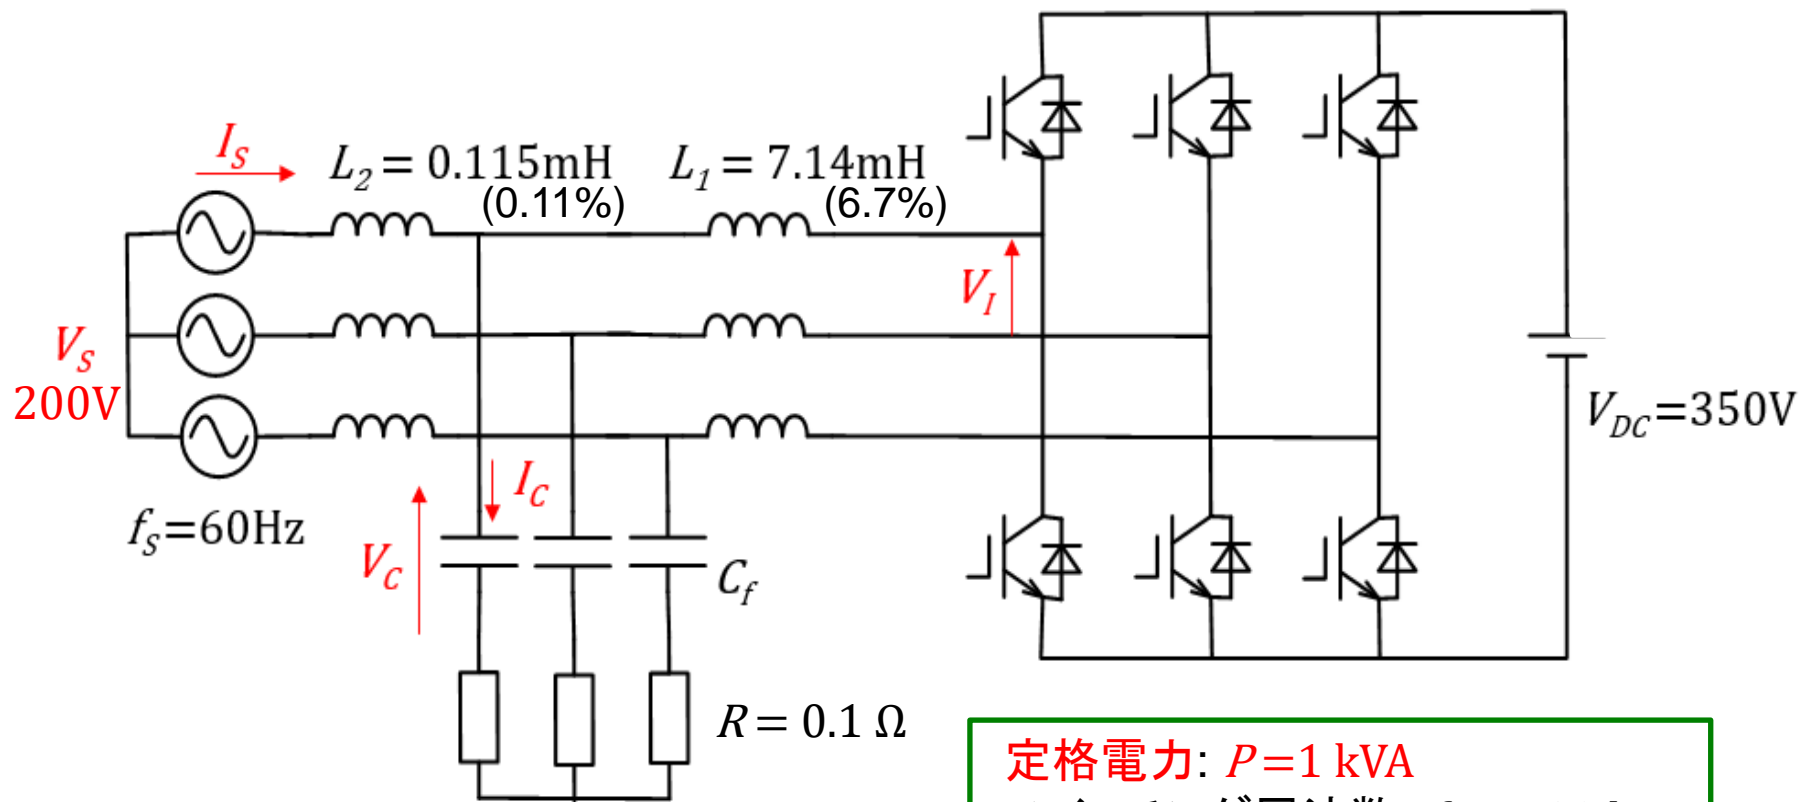 I_S
L_2 = 0.115mH
(0.11%)
L_1 = 7.14mH
(6.7%)
V_I
V_S
200V
V_DC=350V
f_S=60Hz
I_C
V_C
C_f
R = 0.1 Ω
定格電力: P=1 kVA